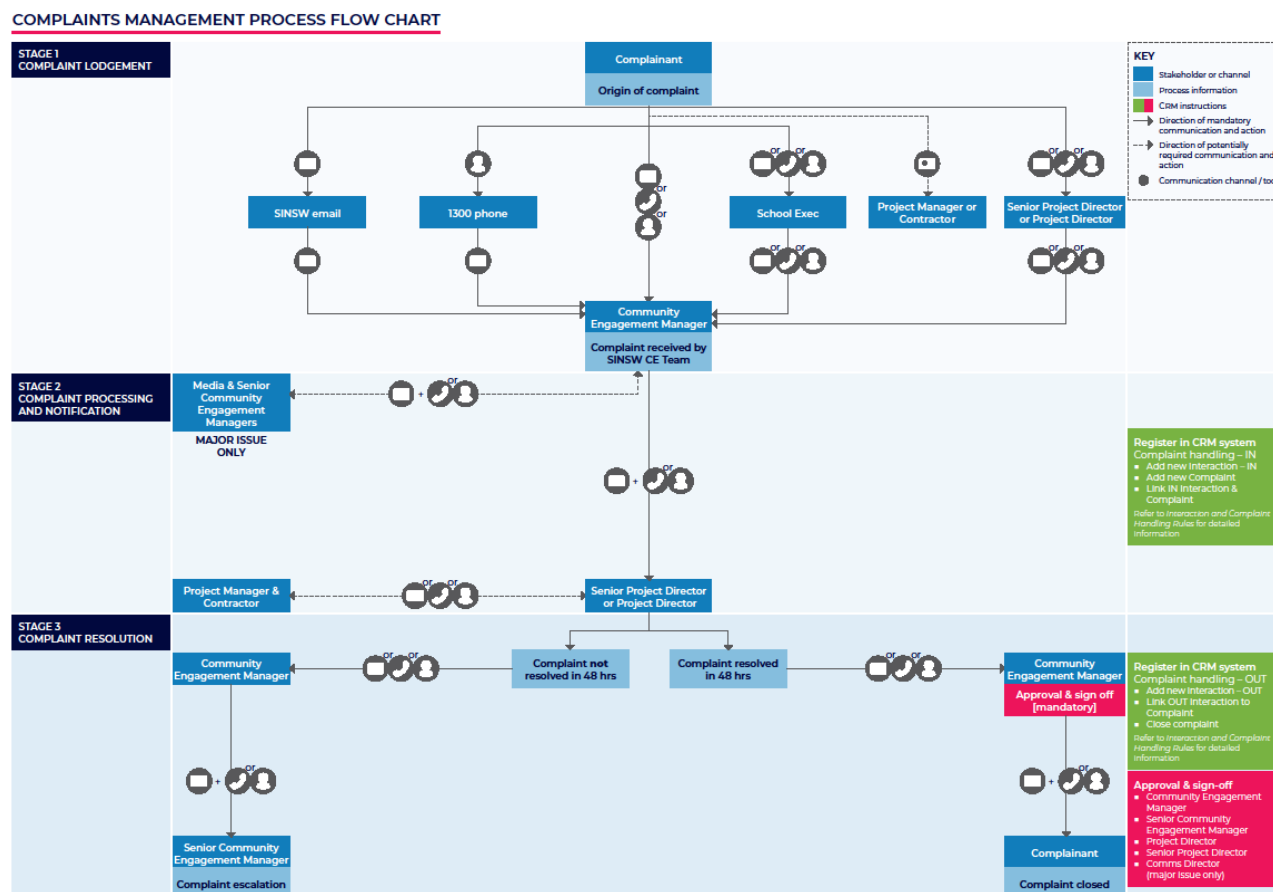 COMPLAINTS MANAGEMENT PROCESS FLOW CHART
STAGE 1
COMPLAINT LODGEMENT
Complainant
Origin of complaint
KEY
Stakeholder or channel
Process information
CRM instructions
Direction of mandatory
communication and action
Direction of potentially
required communication and
action
Communication channel / too
or
or
or or
or or
SINSW email
1300 phone
School Exec
Project Manager or
Contractor
Senior Project Director
or Project Director
or or
or or
Community
Engagement Manager
Complaint received by
SINSW CE Team
STAGE 2
COMPLAINT PROCESSING
AND NOTIFICATION
Media & Senior
Community
Engagement
Managers
MAJOR ISSUE
ONLY
+ or
+ or
Register in CRM system
Complaint handling – IN
Add new Interaction – IN
Add new Complaint
Link IN Interaction &
Complaint
Refer to Interaction and Complaint
Handling Rules for detailed
information
Project Manager &
Contractor
or or
Senior Project Director
or Project Director
STAGE 3
COMPLAINT RESOLUTION
Community
Engagement Manager
or or
Complaint not
resolved in 48 hrs
Complaint resolved
in 48 hrs
or or
Community
Engagement Manager
Approval & sign off
[mandatory]
Register in CRM system
Complaint handling – OUT
Add new Interaction – OUT
Link OUT Interaction to
Complaint
Close complaint
Refer to Interaction and Complaint
Handling Rules for detailed
information
+ or
+ or
Approval & sign-off
Community Engagement
Manager
Senior Community
Engagement Manager
Project Director
Senior Project Director
Comms Director
(major issue only)
Senior Community
Engagement Manager
Complaint escalation
Complainant
Complaint closed